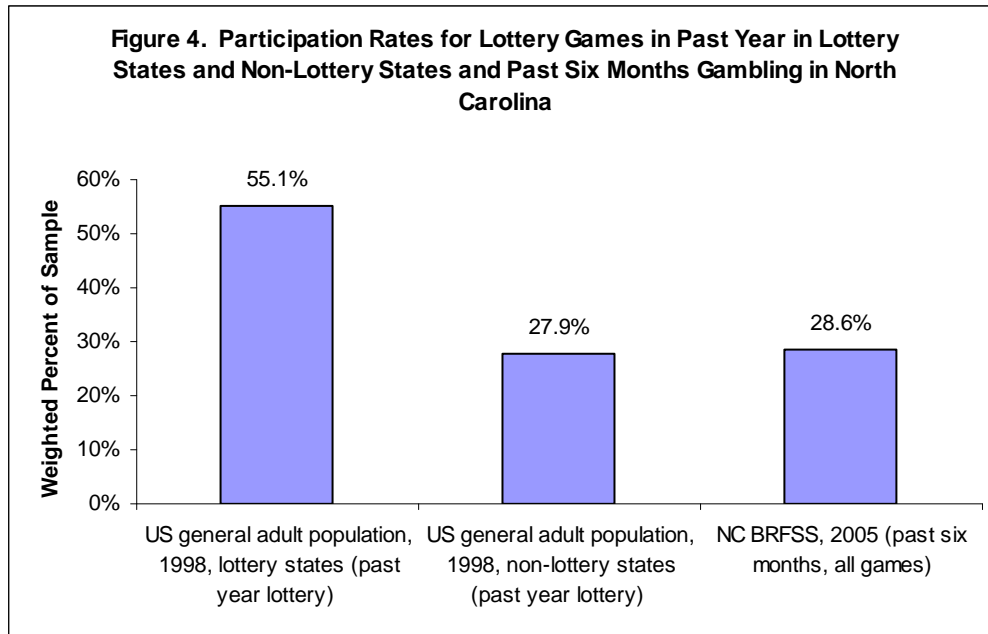 Figure 4.  Participation Rates for Lottery Games in Past Year in Lottery
States and Non-Lottery States and Past Six Months Gambling in North
Carolina
Weighted Percent of Sample
60%
50%
40%
30%
20%
10%
0%
55.1%
27.9%
28.6%
US general adult population,
1998, lottery states (past
year lottery)
US general adult population,
1998, non-lottery states
(past year lottery)
NC BRFSS, 2005 (past six
months, all games)